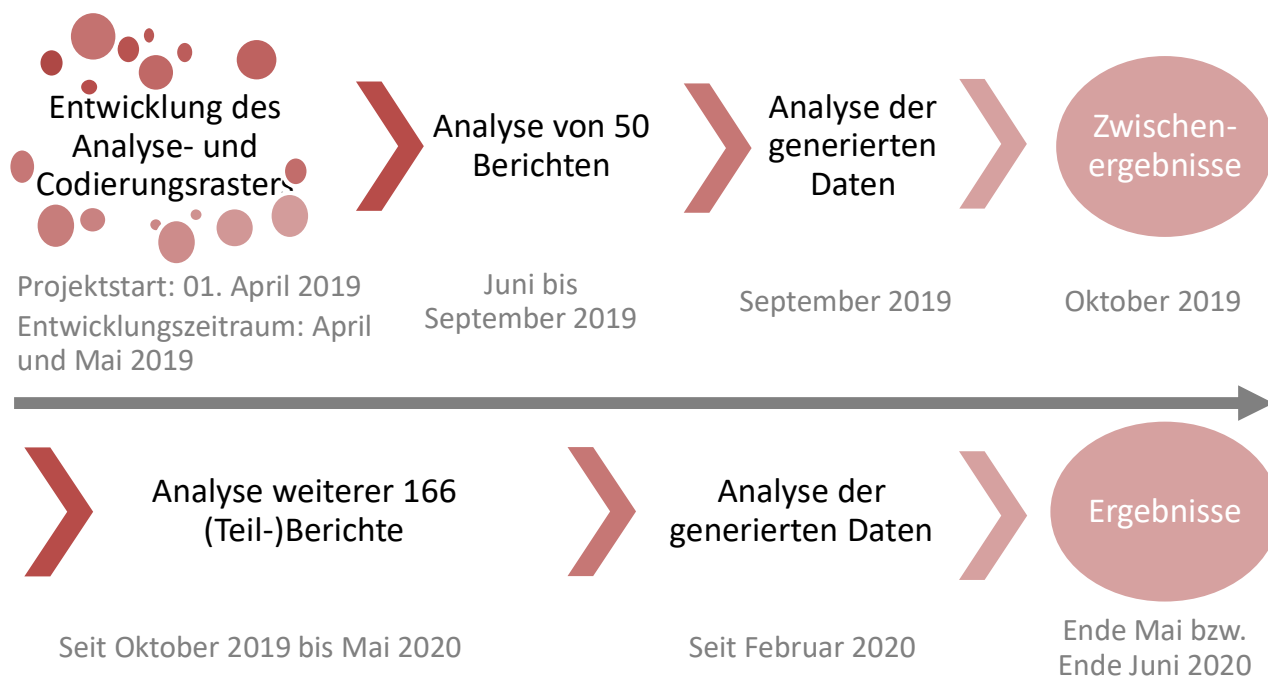 Entwicklung des
Analyse- und
Codierungsrasters
Projektstart: 01. April 2019
Entwicklungszeitraum: April
und Mai 2019
Analyse von 50
Berichten
Juni bis
September 2019
Analyse der
generierten
Daten
September 2019
Zwischen-
ergebnisse
Oktober 2019
Analyse weiterer 166
(Teil-)Berichte
Seit Oktober 2019 bis Mai 2020
Analyse der
generierten Daten
Seit Februar 2020
Ergebnisse
Ende Mai bzw.
Ende Juni 2020